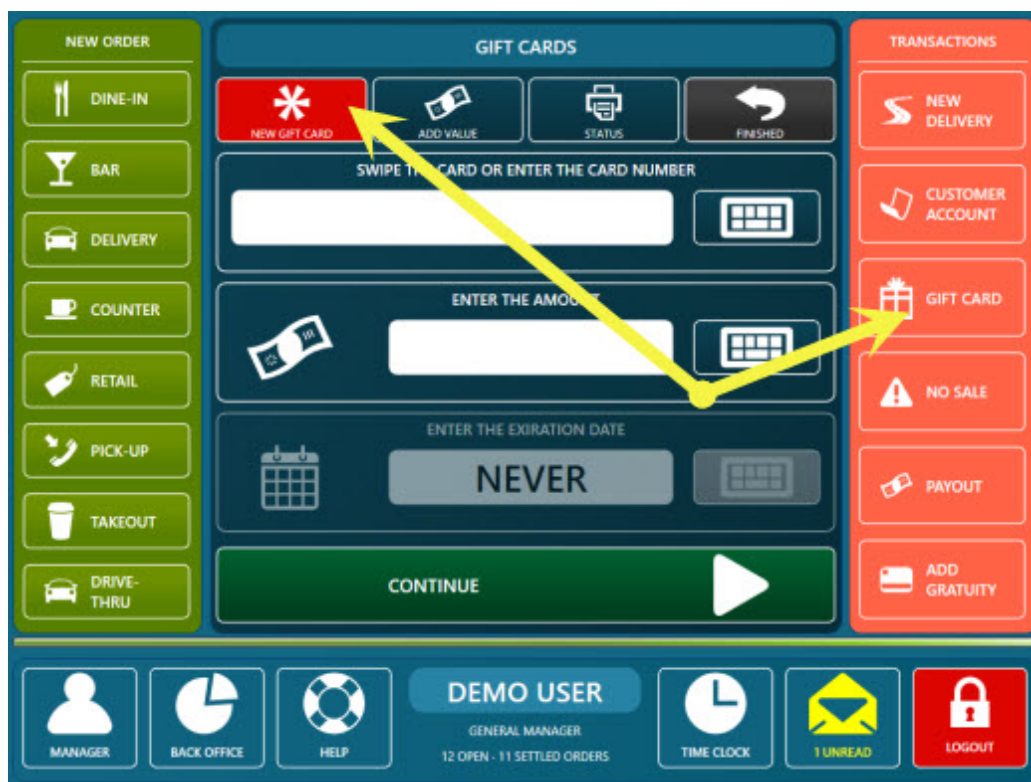 NEW ORDER
DINE-IN
BAR
DELIVERY
COUNTER
RETAIL
PICK-UP
TAKEOUT
DRIVE-
THRU
GIFT CARDS
NEW GIFT CARD
ADD VALUE
STATUS
FINISHED
SWIPE THE CARD OR ENTER THE CARD NUMBER
ENTER THE AMOUNT
ENTER THE EXIRATION DATE
NEVER
CONTINUE
TRANSACTIONS
NEW
DELIVERY
CUSTOMER
ACCOUNT
GIFT CARD
NO SALE
PAYOUT
ADD
GRATUITY
MANAGER
BACK OFFICE
HELP
DEMO USER
GENERAL MANAGER
12 OPEN - 11 SETTLED ORDERS
TIME CLOCK
1 UNREAD
LOGOUT